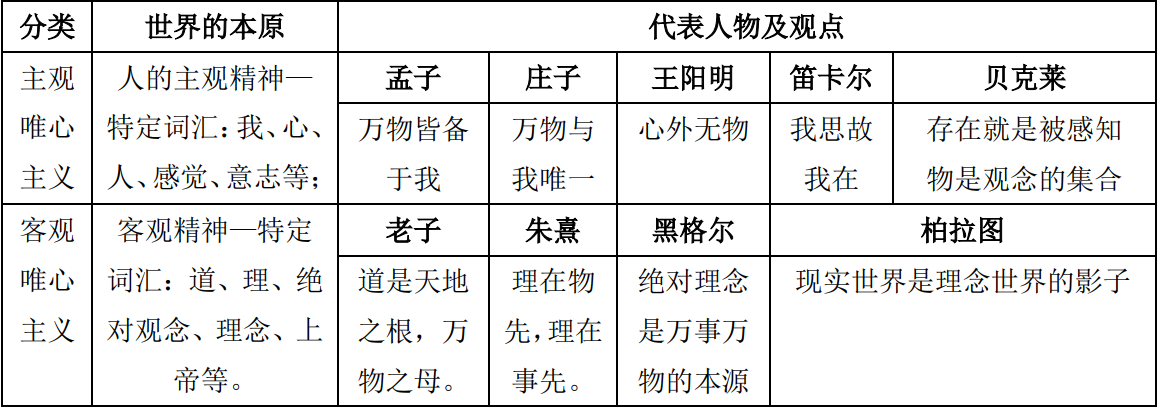 分类 世界的本原 代表人物及观点
主观
唯心
主义
人的主观精神—
特定词汇：我、心、
人、感觉、意志等；
孟子 庄子 王阳明 笛卡尔 贝克莱
万物皆备
于我
万物与
我唯一
心外无物
我思故
我在
存在就是被感知
物是观念的集合
客观
唯心
主义
客观精神—特定
词汇：道、理、绝
对观念、理念、上
帝等。
老子 朱熹 黑格尔 柏拉图
道是天地
之根，万
物之母。
理在物
先，理在
事先。
绝对理念
是万事万
物的本源
现实世界是理念世界的影子